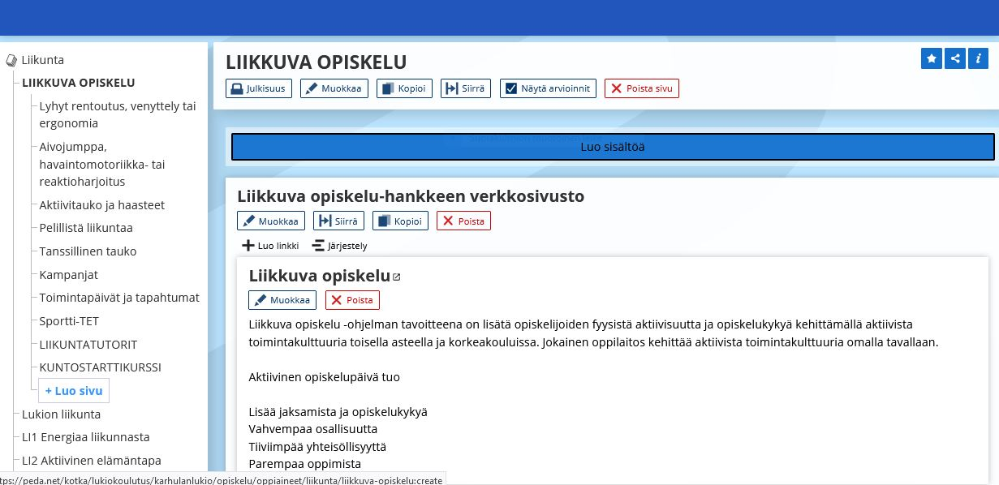 Liikunta
LIIKKUVA OPISKELU
Lyhyt rentoutus, venyttely tai
ergonomia
Aivojumppa,
havaintomotoriikka- tai
reaktioharjoitus
Aktiivitauko ja haasteet
Pelillistä liikuntaa
Tanssillinen tauko
Kampanjat
Toimintapäivät ja tapahtumat
Sportti-TET
LIIKUNTATUTORIT
KUNTOSTARTTIKURSSI
+ Luo sivu
Lukion liikunta
LI1 Energiaa liikunnasta
LI2 Aktiivinen elämäntapa
LIIKKUVA OPISKELU
Julkisuus Muokkaa Kopioi Siirrä Näytä arvioinnit Poista sivu
Luo sisältöä
Liikkuva opiskelu-hankkeen verkkosivusto
Muokkaa Siirrä Kopioi Poista
Luo linkki Järjestely
Liikkuva opiskelu
Muokkaa Poista
Liikkuva opiskelu -ohjelman tavoitteena on lisätä opiskelijoiden fyysistä aktiivisuutta ja opiskelukykyä kehittämällä aktiivista
toimintakulttuuria toisella asteella ja korkeakouluissa. Jokainen oppilaitos kehittää aktiivista toimintakulttuuria omalla tavallaan.
Aktiivinen opiskelupäivä tuo
Lisää jaksamista ja opiskelukykyä
Vahvempaa osallisuutta
Tiiviimpää yhteisöllisyyttä
Parempaa oppimista
tps://peda.net/kotka/lukiokoulutus/karhulanlukio/opiskelu/oppiaineet/liikunta/liikkuva-opiskelu:create